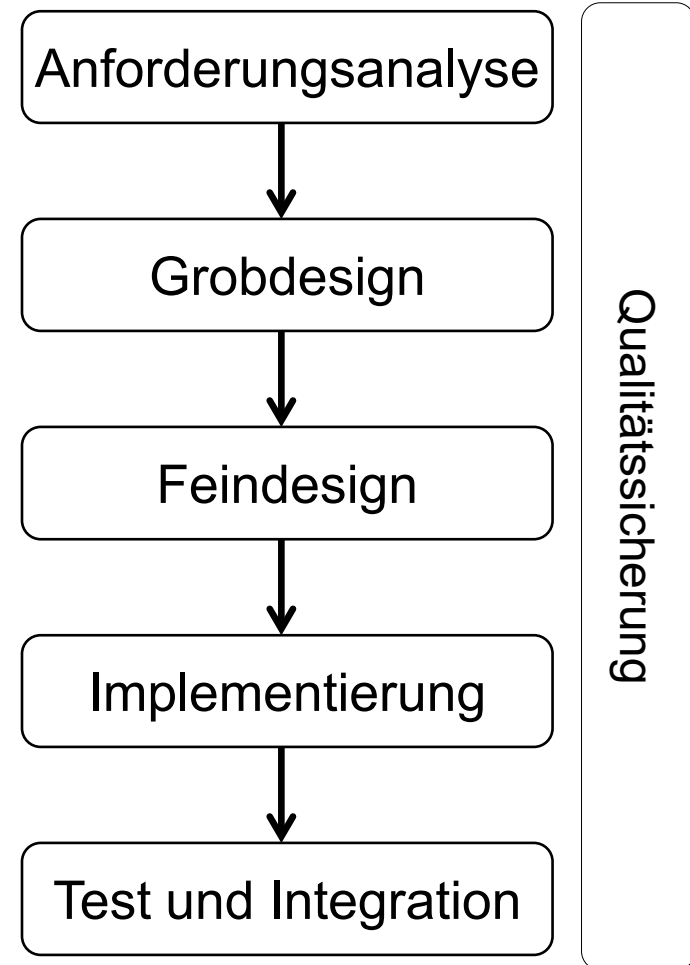 Anforderungsanalyse
Grobdesign
Feindesign
Implementierung
Test und Integration
Qualitätssicherung